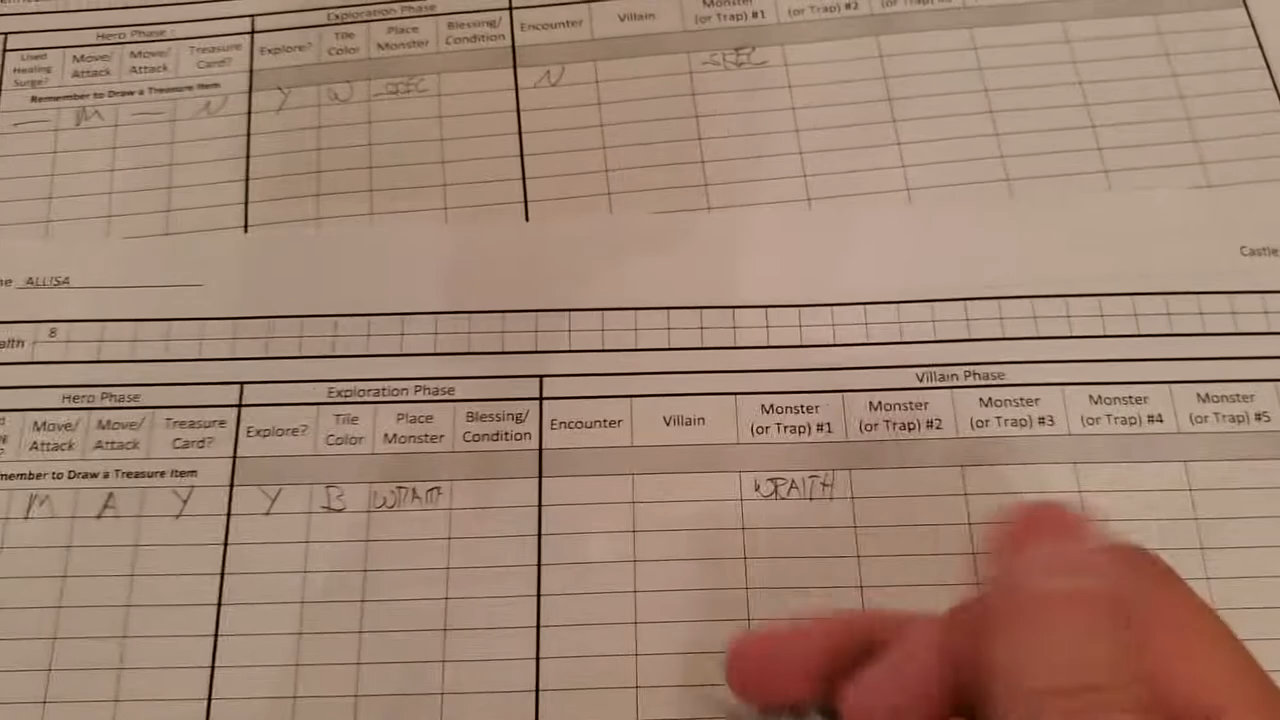 Hero Phase Exploration Phase
Used Healing Surge? Move/ Attack Move/ Attack Treasure Card? Explore? Tile Color Place Monster Blessing/ Condition Encounter Villain Monster (or Trap) #1 (or Trap) #2
Remember to Draw a Treasure Item
— M — N Y W N
Castle
ALLISA
8
Hero Phase Exploration Phase Villain Phase
Move/ Attack Move/ Attack Treasure Card? Explore? Tile Color Place Monster Blessing/ Condition Encounter Villain Monster (or Trap) #1 Monster (or Trap) #2 Monster (or Trap) #3 Monster (or Trap) #4 Monster (or Trap) #5
member to Draw a Treasure Item
M A Y Y B WRAITH WRAITH